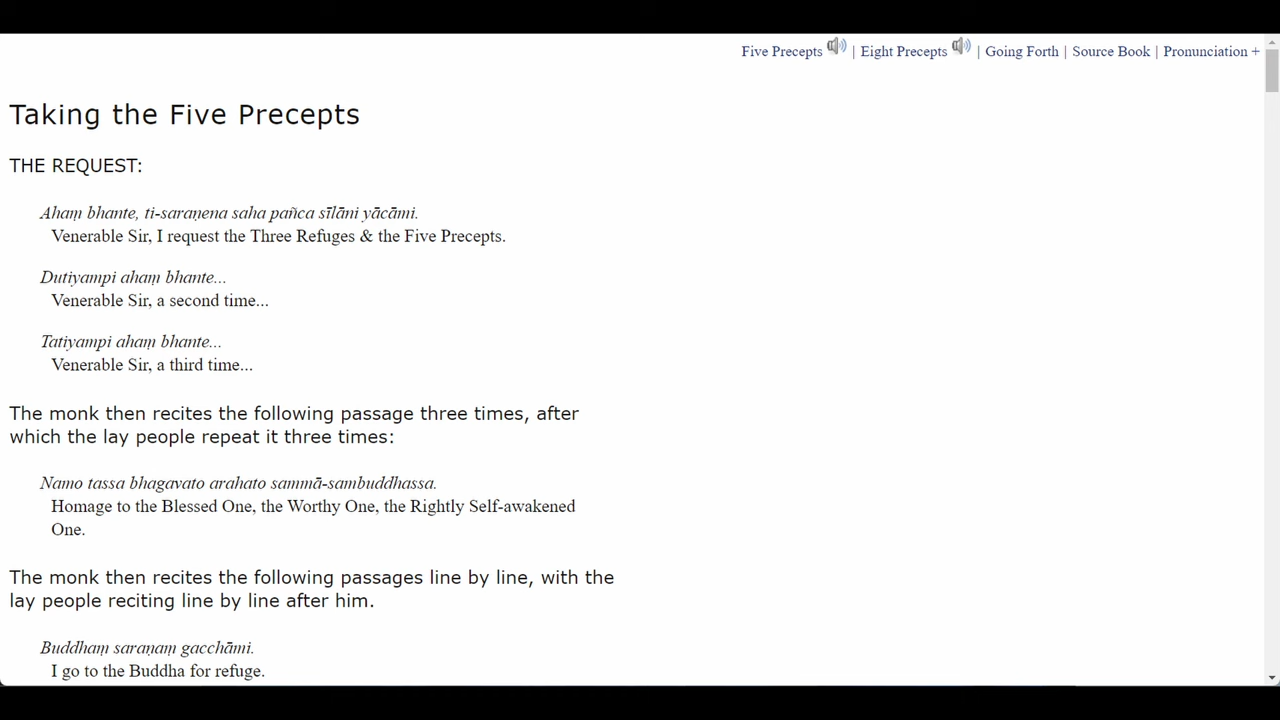 Five Precepts | Eight Precepts | Going Forth | Source Book | Pronunciation +
Taking the Five Precepts
THE REQUEST:
Ahaṃ bhante, ti-saraṇena saha pañca sīlāni yācāmi.
Venerable Sir, I request the Three Refuges & the Five Precepts.
Dutiyampi ahaṃ bhante...
Venerable Sir, a second time...
Tatiyampi ahaṃ bhante...
Venerable Sir, a third time...
The monk then recites the following passage three times, after
which the lay people repeat it three times:
Namo tassa bhagavato arahato sammā-sambuddhassa.
Homage to the Blessed One, the Worthy One, the Rightly Self-awakened
One.
The monk then recites the following passages line by line, with the
lay people reciting line by line after him.
Buddhaṃ saraṇaṃ gacchāmi.
I go to the Buddha for refuge.